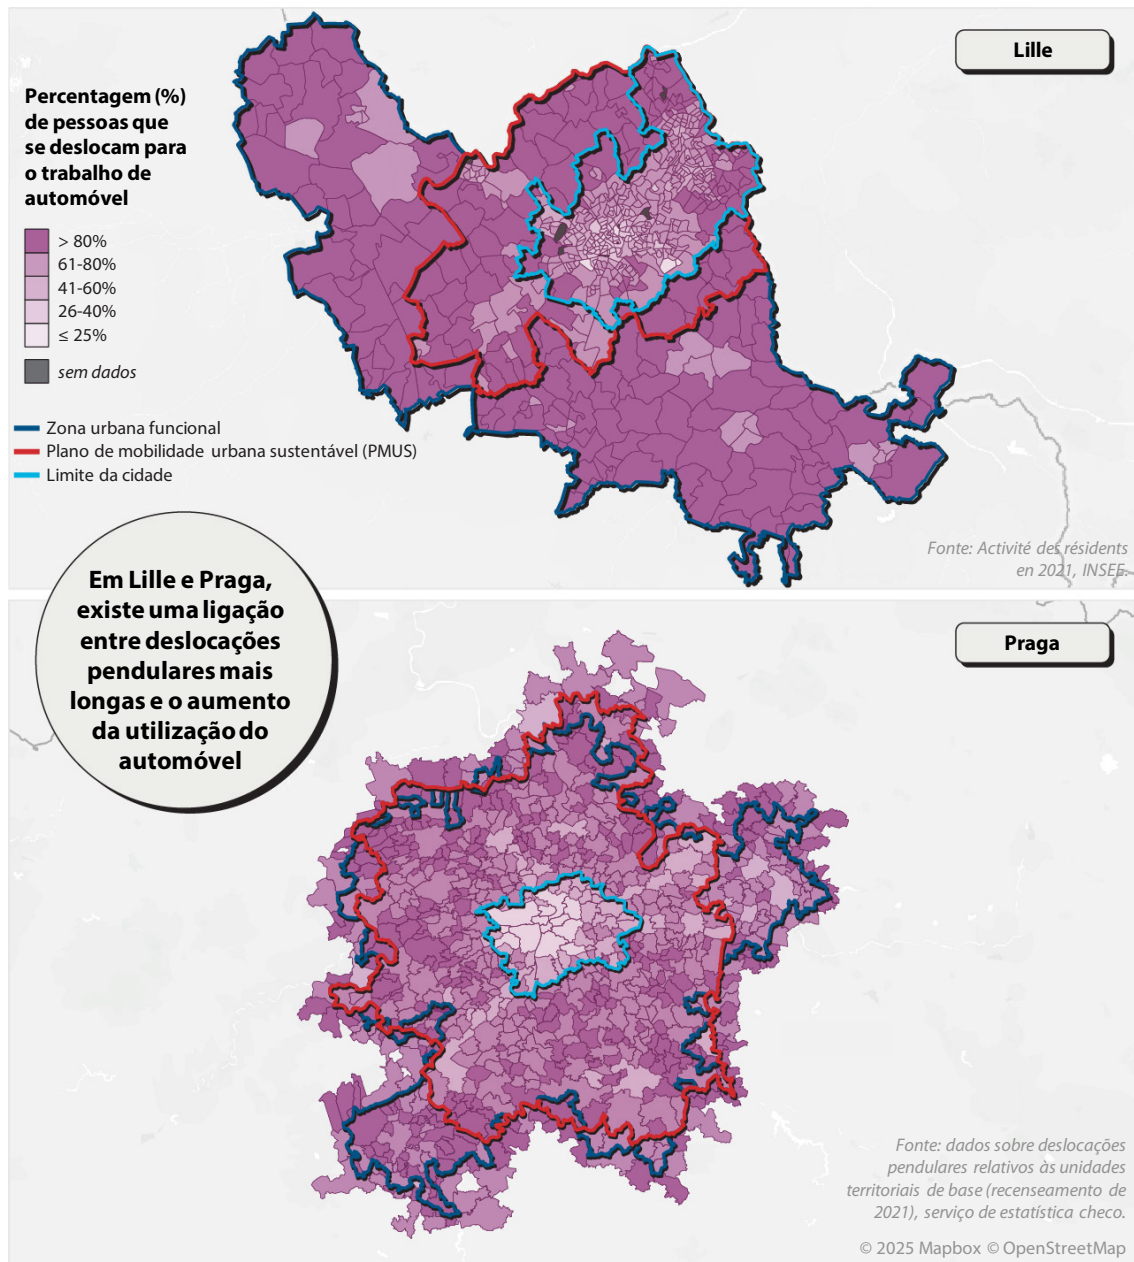 Lille
Percentagem (%)
de pessoas que
se deslocam para
o trabalho de
automóvel
> 80%
61-80%
41-60%
26-40%
≤ 25%
sem dados
Zona urbana funcional
Plano de mobilidade urbana sustentável (PMUS)
Limite da cidade
Fonte: Activité des résidents
en 2021, INSEE.
Em Lille e Praga,
existe uma ligação
entre deslocações
pendulares mais
longas e o aumento
da utilização do
automóvel
Praga
Fonte: dados sobre deslocações
pendulares relativos às unidades
territoriais de base (recenseamento de
2021), serviço de estatística checo.
© 2025 Mapbox © OpenStreetMap